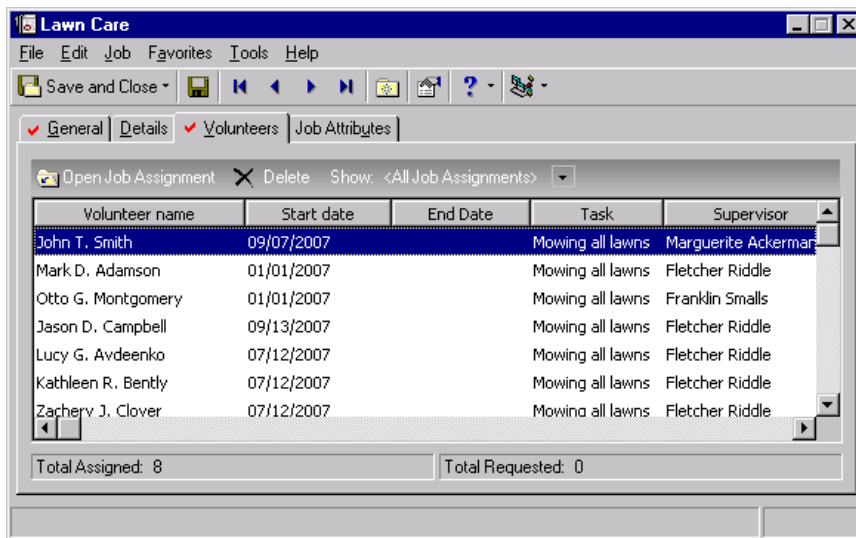 Lawn Care
File Edit Job Favorites Tools Help
Save and Close
General Details Volunteers Job Attributes
Open Job Assignment Delete Show: <All Job Assignments>
Volunteer name Start date End Date Task Supervisor
John T. Smith 09/07/2007 Mowing all lawns Marguerite Ackerman
Mark D. Adamson 01/01/2007 Mowing all lawns Fletcher Riddle
Otto G. Montgomery 01/01/2007 Mowing all lawns Franklin Smalls
Jason D. Campbell 09/13/2007 Mowing all lawns Fletcher Riddle
Lucy G. Avdeenko 07/12/2007 Mowing all lawns Fletcher Riddle
Kathleen R. Bently 07/12/2007 Mowing all lawns Fletcher Riddle
Zachery J. Clover 07/12/2007 Mowing all lawns Fletcher Riddle
Total Assigned: 8 Total Requested: 0